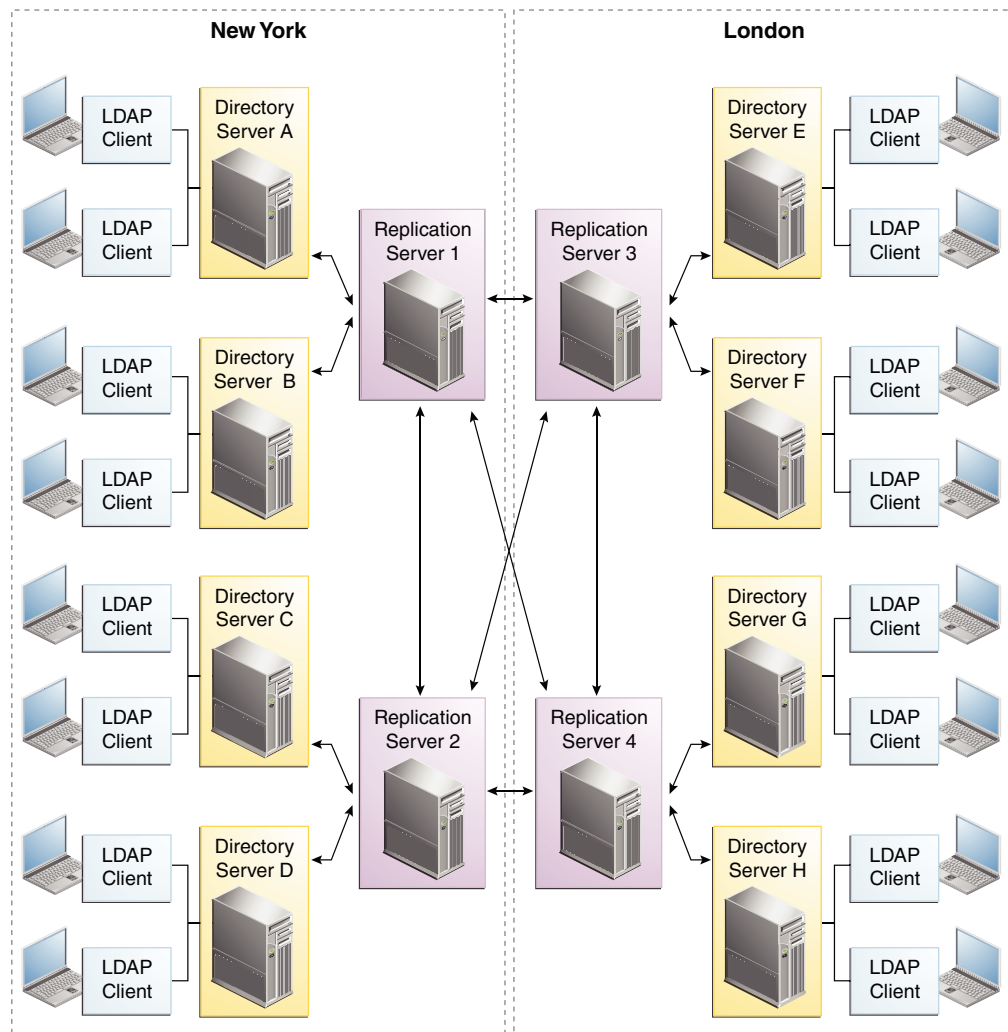 New York
London
LDAP
Client
Directory
Server A
Directory
Server E
LDAP
Client
LDAP
Client
Replication
Server 1
Replication
Server 3
LDAP
Client
LDAP
Client
Directory
Server B
Directory
Server F
LDAP
Client
LDAP
Client
LDAP
Client
LDAP
Client
Directory
Server C
Directory
Server G
LDAP
Client
LDAP
Client
Replication
Server 2
Replication
Server 4
LDAP
Client
LDAP
Client
Directory
Server D
Directory
Server H
LDAP
Client
LDAP
Client
LDAP
Client